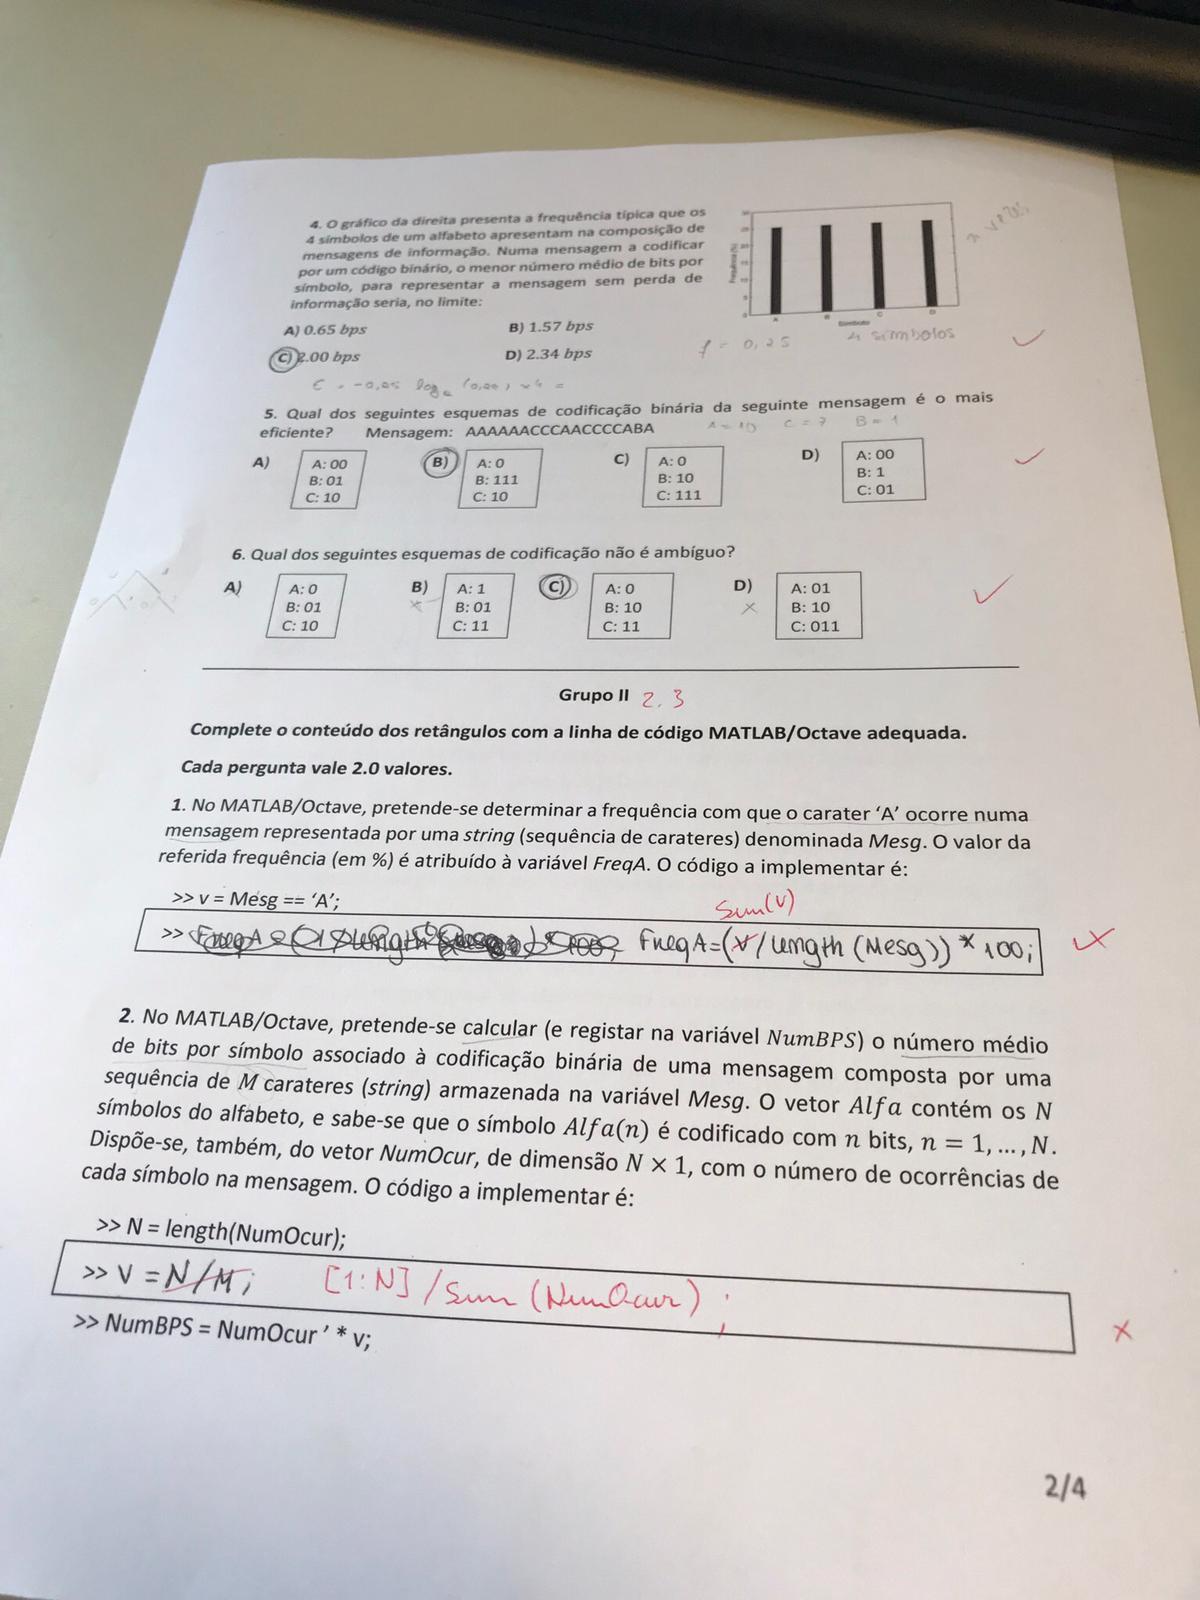 4. O gráfico da direita apresenta a frequência típica que os
4 símbolos de um alfabeto apresentam na composição de
mensagens de informação. Numa mensagem a codificar
por um código binário, o menor número médio de bits por
símbolo, para representar a mensagem sem perda de
informação seria, no limite:
Frequência (%)
A B C D
Símbolo
A) 0.65 bps
B) 1.57 bps
C) 2.00 bps
D) 2.34 bps
f = 0,25
4 símbolos
5. Qual dos seguintes esquemas de codificação binária da seguinte mensagem é o mais
eficiente? Mensagem: AAAAAACCCAACCCCABA
A = 10 C = 7 B = 1
A)
A: 00
B: 01
C: 10
B)
A: 0
B: 111
C: 10
C)
A: 0
B: 10
C: 111
D)
A: 00
B: 1
C: 01
6. Qual dos seguintes esquemas de codificação não é ambíguo?
A)
A: 0
B: 01
C: 10
B)
A: 1
B: 01
C: 11
C)
A: 0
B: 10
C: 11
D)
A: 01
B: 10
C: 011
Grupo II 2.3
Complete o conteúdo dos retângulos com a linha de código MATLAB/Octave adequada.
Cada pergunta vale 2.0 valores.
1. No MATLAB/Octave, pretende-se determinar a frequência com que o carater ‘A’ ocorre numa
mensagem representada por uma string (sequência de carateres) denominada Mesg. O valor da
referida frequência (em %) é atribuído à variável FreqA. O código a implementar é:
>> v = Mesg == ‘A’;
Sum(v)
>> FreqA=(v/length(Mesg))*100;
2. No MATLAB/Octave, pretende-se calcular (e registar na variável NumBPS) o número médio
de bits por símbolo associado à codificação binária de uma mensagem composta por uma
sequência de M carateres (string) armazenada na variável Mesg. O vetor Alfa contém os N
símbolos do alfabeto, e sabe-se que o símbolo Alfa(n) é codificado com n bits, n = 1, ..., N.
Dispõe-se, também, do vetor NumOcur, de dimensão N × 1, com o número de ocorrências de
cada símbolo na mensagem. O código a implementar é:
>> N = length(NumOcur);
>> v = N/M; [1:N]/Sum(NumOcur);
>> NumBPS = NumOcur ’ * v;
2/4